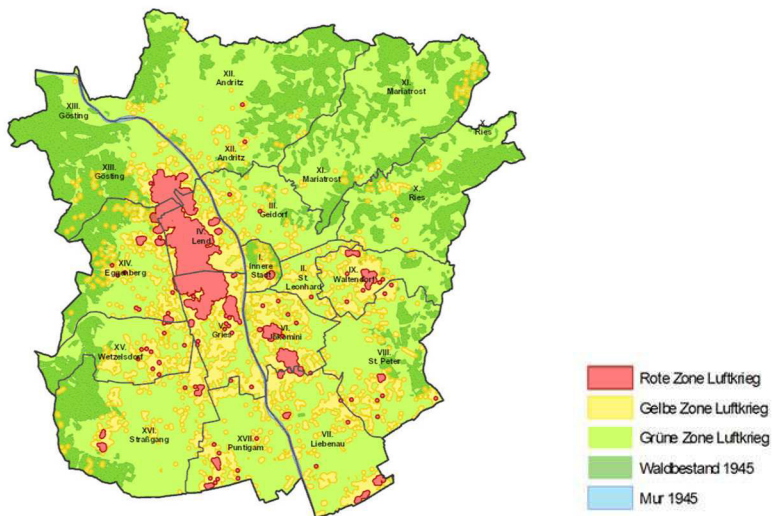 XII.
Andritz
XI.
Mariatrost
XIII.
Gösting
X.
Ries
XII.
Andritz
XIII.
Gösting
XI.
Mariatrost
X.
Ries
III.
Geidorf
IV.
Lend
I.
Innere
Stadt
II.
St.
Leonhard
IX.
Waltendorf
XIV.
Eggenberg
V.
Gries
VI.
Jakomini
XV.
Wetzelsdorf
VIII.
St. Peter
XVI.
Straßgang
XVII.
Puntigam
VII.
Liebenau
Rote Zone Luftkrieg
Gelbe Zone Luftkrieg
Grüne Zone Luftkrieg
Waldbestand 1945
Mur 1945